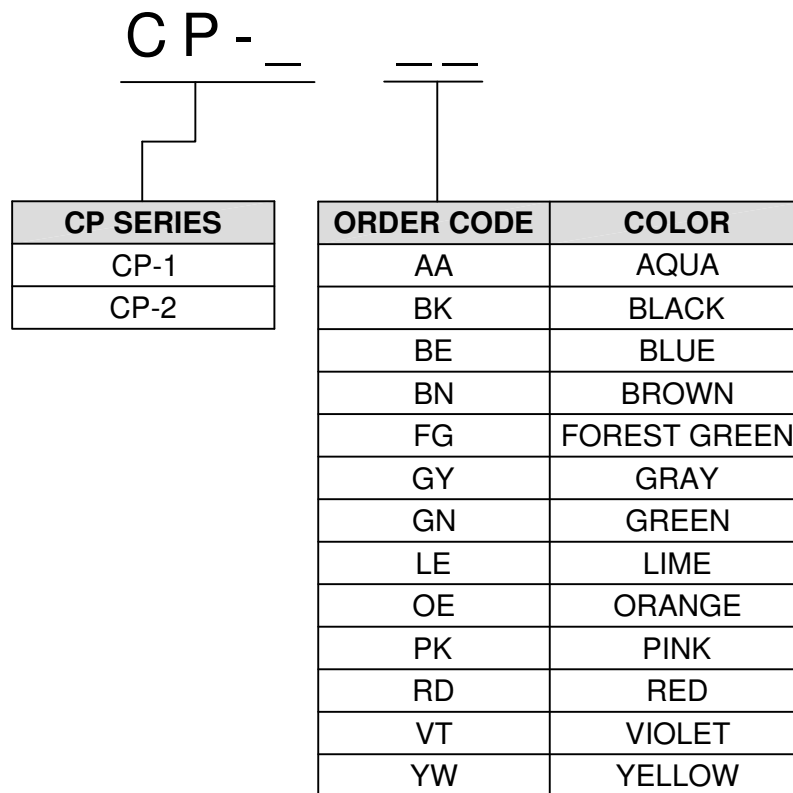 CP-_ _ _
CP SERIES
CP-1
CP-2
ORDER CODE COLOR
AA AQUA
BK BLACK
BE BLUE
BN BROWN
FG FOREST GREEN
GY GRAY
GN GREEN
LE LIME
OE ORANGE
PK PINK
RD RED
VT VIOLET
YW YELLOW